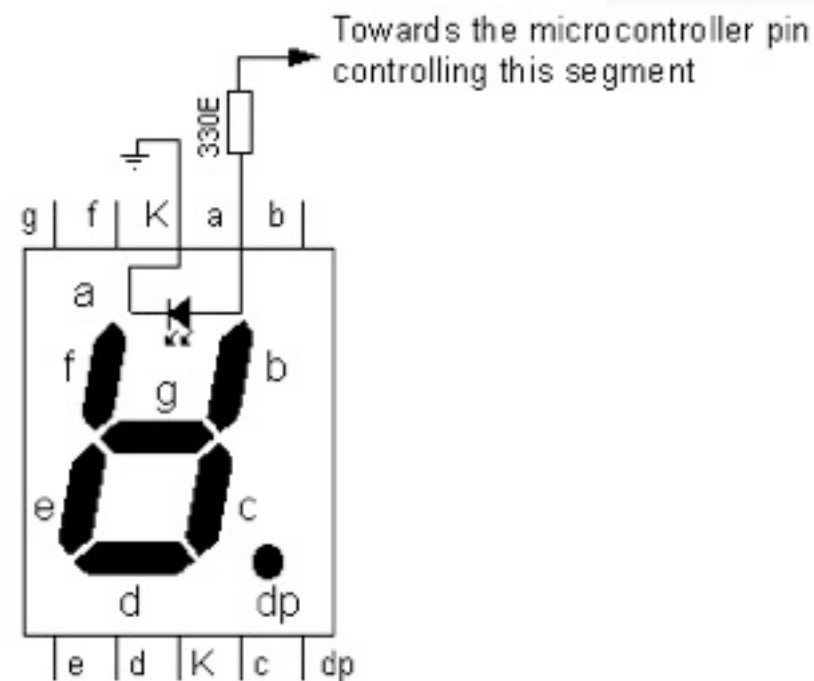 Towards the microcontroller pin
controlling this segment
330E
g f K a b
a
f b
g
e c
d dp
e d K c dp